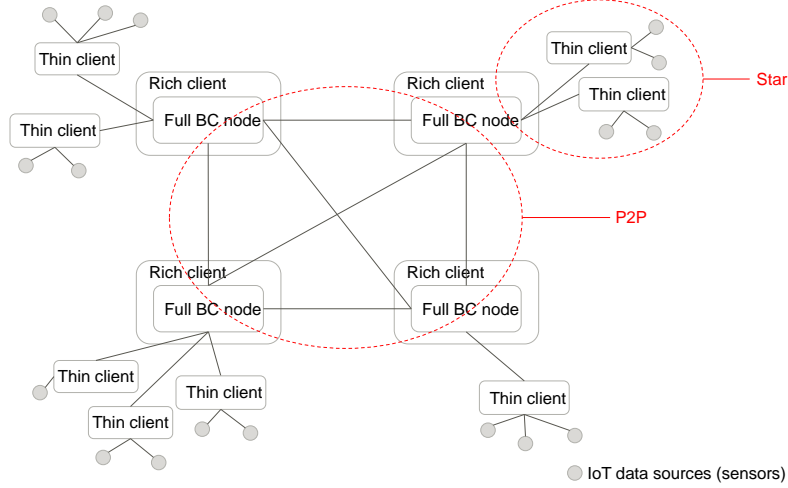 Thin client
Thin client
Thin client
Thin client
Star
Rich client
Full BC node
Rich client
Full BC node
P2P
Rich client
Full BC node
Rich client
Full BC node
Thin client
Thin client
Thin client
Thin client
IoT data sources (sensors)